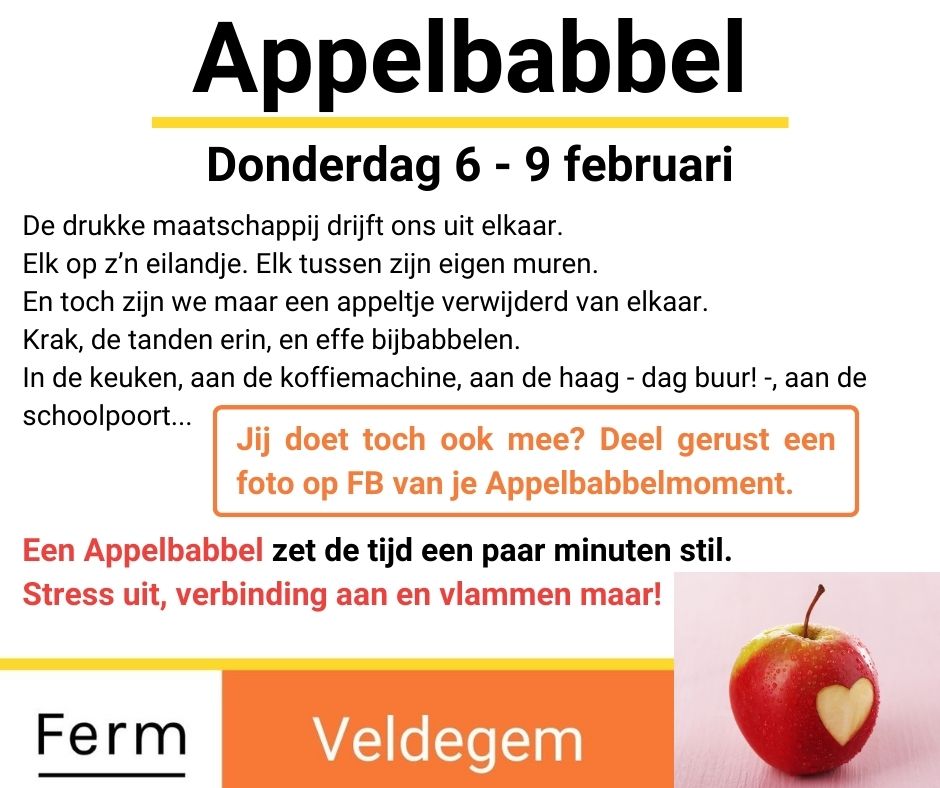 Appelbabbel
Donderdag 6 - 9 februari
De drukke maatschappij drijft ons uit elkaar.
Elk op z’n eilandje. Elk tussen zijn eigen muren.
En toch zijn we maar een appeltje verwijderd van elkaar.
Krak, de tanden erin, en effe bijbabbelen.
In de keuken, aan de koffiemachine, aan de haag - dag buur! -, aan de
schoolpoort...
Jij doet toch ook mee? Deel gerust een
foto op FB van je Appelbabbelmoment.
Een Appelbabbel zet de tijd een paar minuten stil.
Stress uit, verbinding aan en vlammen maar!
Ferm
Veldegem